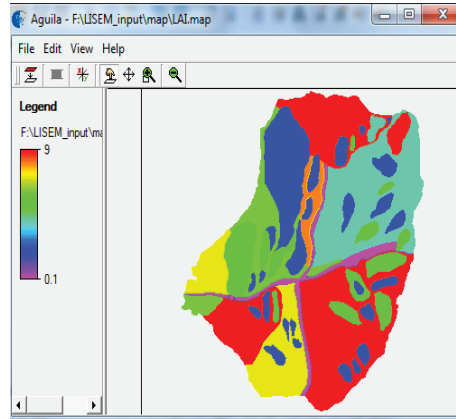 Aguila - F:\LISEM_input\map\LAI.map
File Edit View Help
Legend
F:\LISEM_input\ma
9
0.1